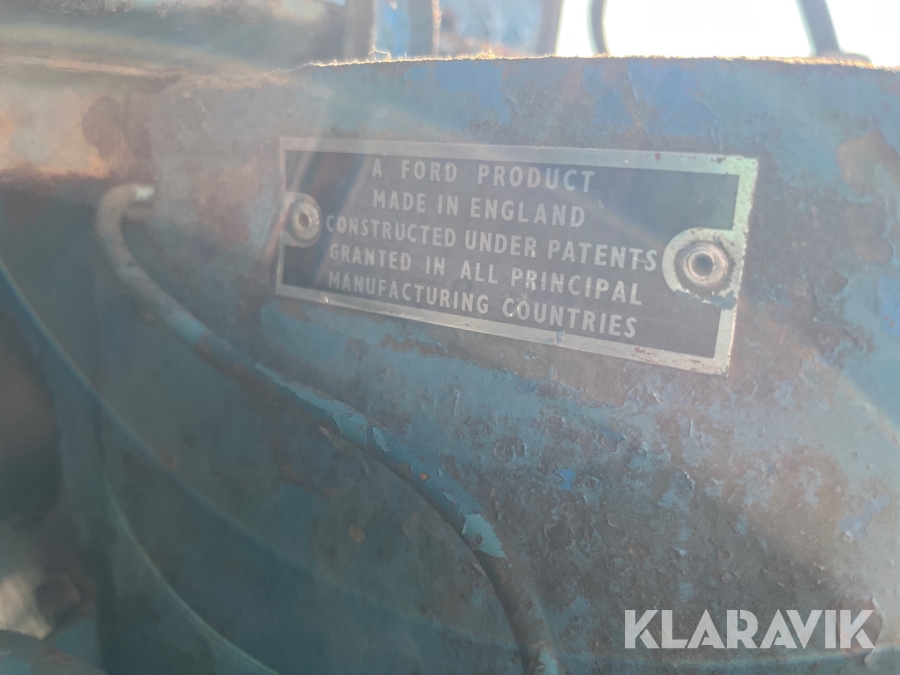 A FORD PRODUCT
MADE IN ENGLAND
CONSTRUCTED UNDER PATENTS
GRANTED IN ALL PRINCIPAL
MANUFACTURING COUNTRIES
KLARAVIK